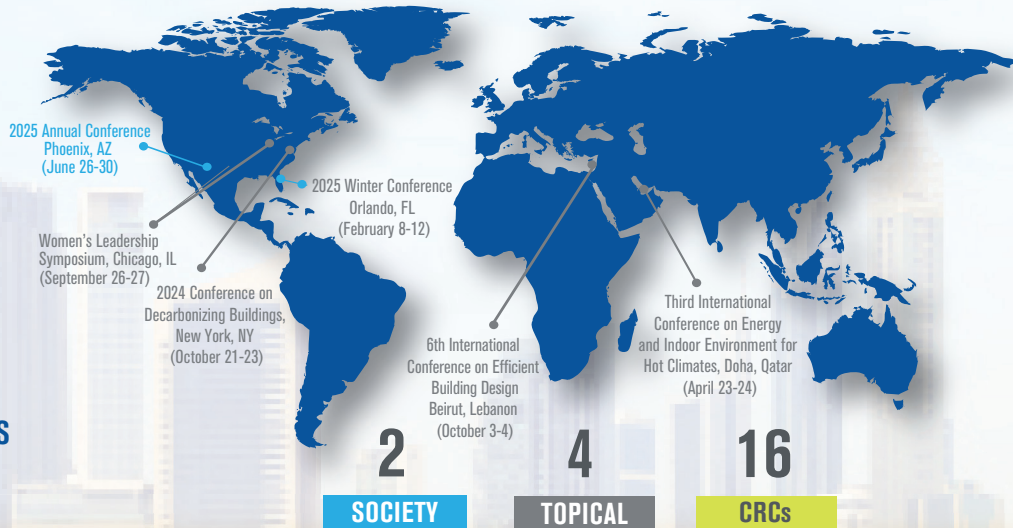 2025 Annual Conference
Phoenix, AZ
(June 26-30)
2025 Winter Conference
Orlando, FL
(February 8-12)
Women's Leadership
Symposium, Chicago, IL
(September 26-27)
2024 Conference on
Decarbonizing Buildings,
New York, NY
(October 21-23)
6th International
Conference on Efficient
Building Design
Beirut, Lebanon
(October 3-4)
Third International
Conference on Energy
and Indoor Environment for
Hot Climates, Doha, Qatar
(April 23-24)
S
2
SOCIETY
4
TOPICAL
16
CRCs